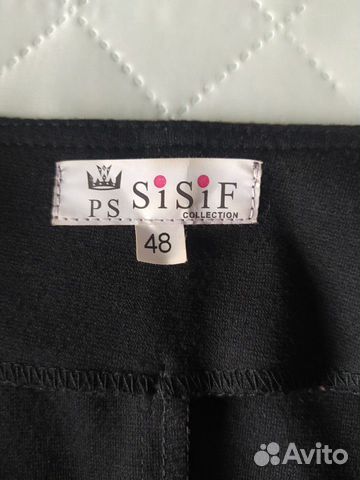 PS SiSiF
COLLECTION
48
Avito